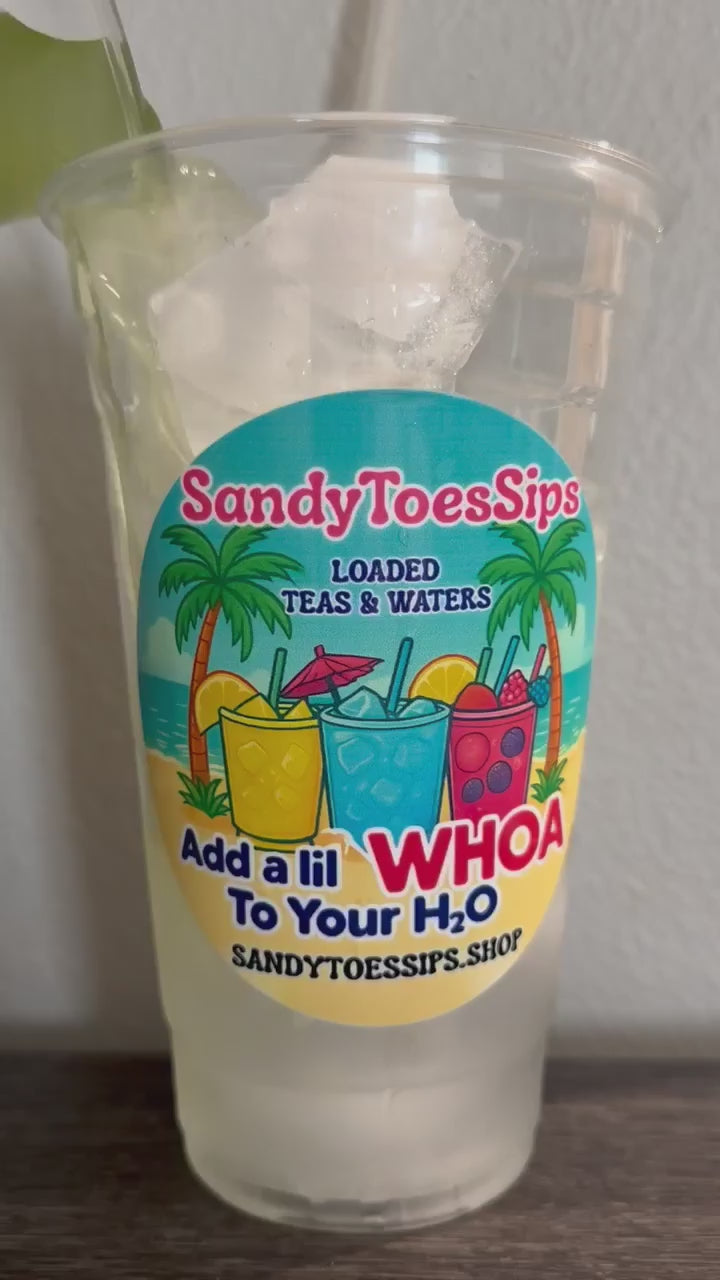 SandyToesSips
LOADED
TEAS & WATERS
Add a lil WHOA
To Your H₂O
SANDYTOESSIPS.SHOP